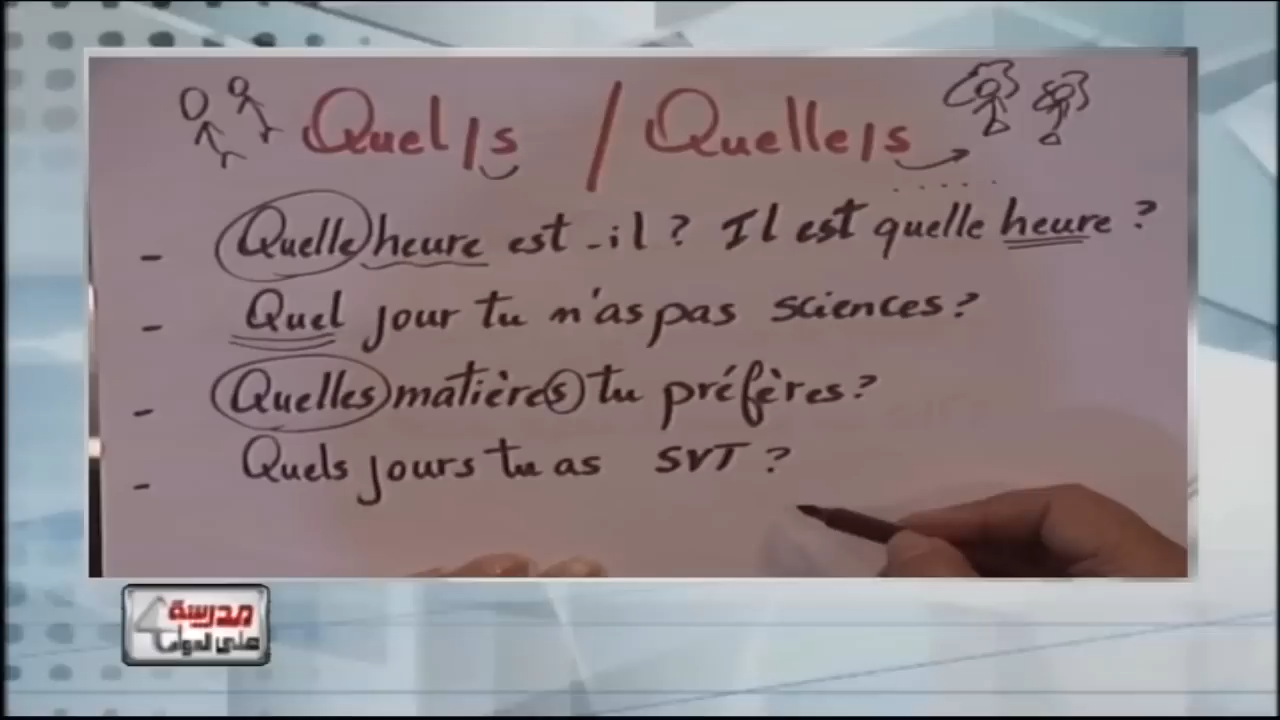 Quel/s / Quelle/s
- Quelle heure est-il ? Il est quelle heure ?
- Quel jour tu n'as pas sciences ?
- Quelles matières tu préfères ?
- Quels jours tu as SVT ?
مدرسة
على الهواء